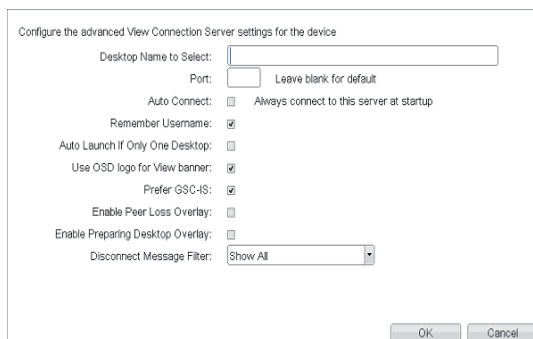 Configure the advanced View Connection Server settings for the device
Desktop Name to Select:
Port: Leave blank for default
Auto Connect: Always connect to this server at startup
Remember Username:
Auto Launch If Only One Desktop:
Use OSD logo for View banner:
Prefer GSC-IS:
Enable Peer Loss Overlay:
Enable Preparing Desktop Overlay:
Disconnect Message Filter: Show All
OK Cancel